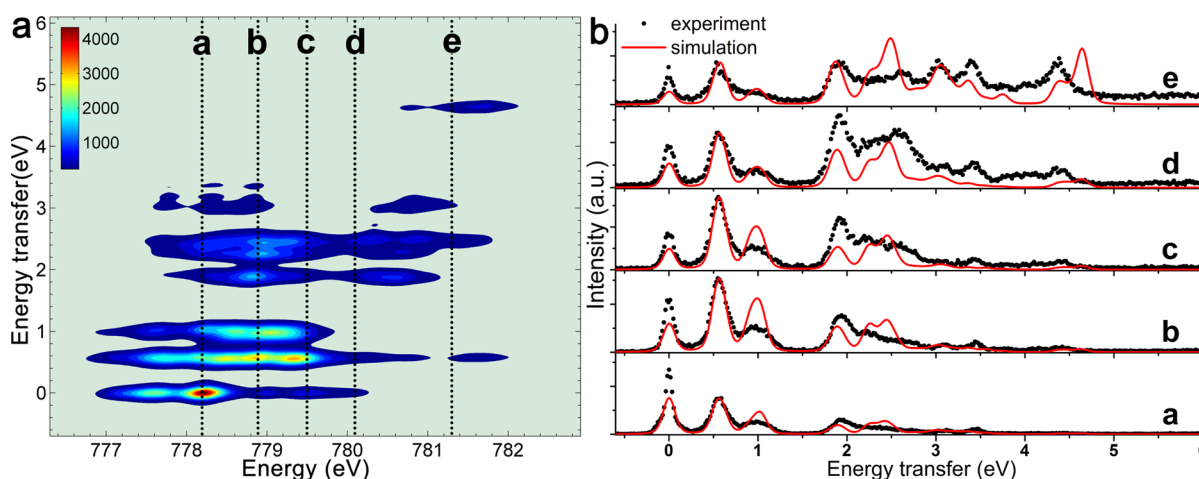 a
6
5
4
3
2
1
0
4000
3000
2000
1000
a b c d e
Energy transfer(eV)
777 778 779 780 781 782
Energy (eV)
b
experiment
simulation
e
d
c
b
a
Intensity (a.u.)
0 1 2 3 4 5 6
Energy transfer (eV)